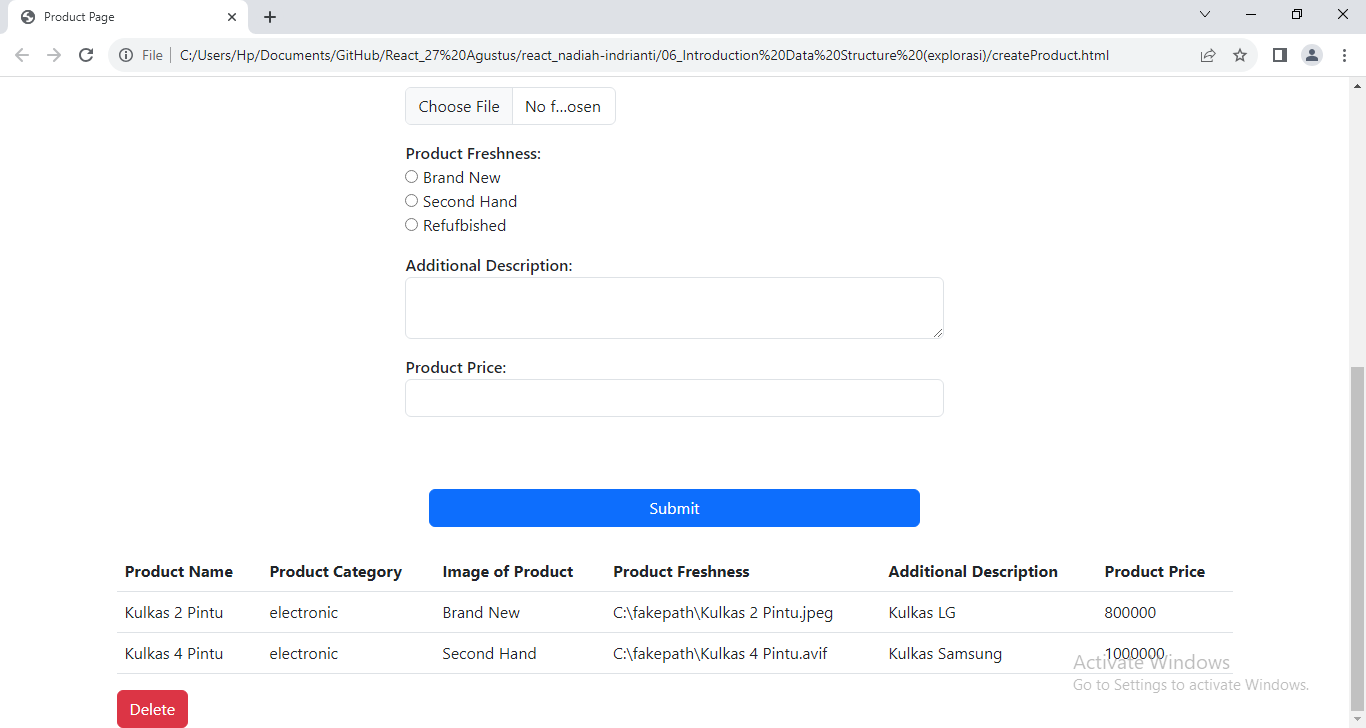 Product Page
File C:/Users/Hp/Documents/GitHub/React_27%20Agustus/react_nadiah-indrianti/06_Introduction%20Data%20Structure%20(explorasi)/createProduct.html
Choose File No f...osen
Product Freshness:
Brand New
Second Hand
Refufbished
Additional Description:
Product Price:
Submit
Product Name Product Category Image of Product Product Freshness Additional Description Product Price
Kulkas 2 Pintu electronic Brand New C:\fakepath\Kulkas 2 Pintu.jpeg Kulkas LG 800000
Kulkas 4 Pintu electronic Second Hand C:\fakepath\Kulkas 4 Pintu.avif Kulkas Samsung 1000000
Activate Windows
Go to Settings to activate Windows.
Delete